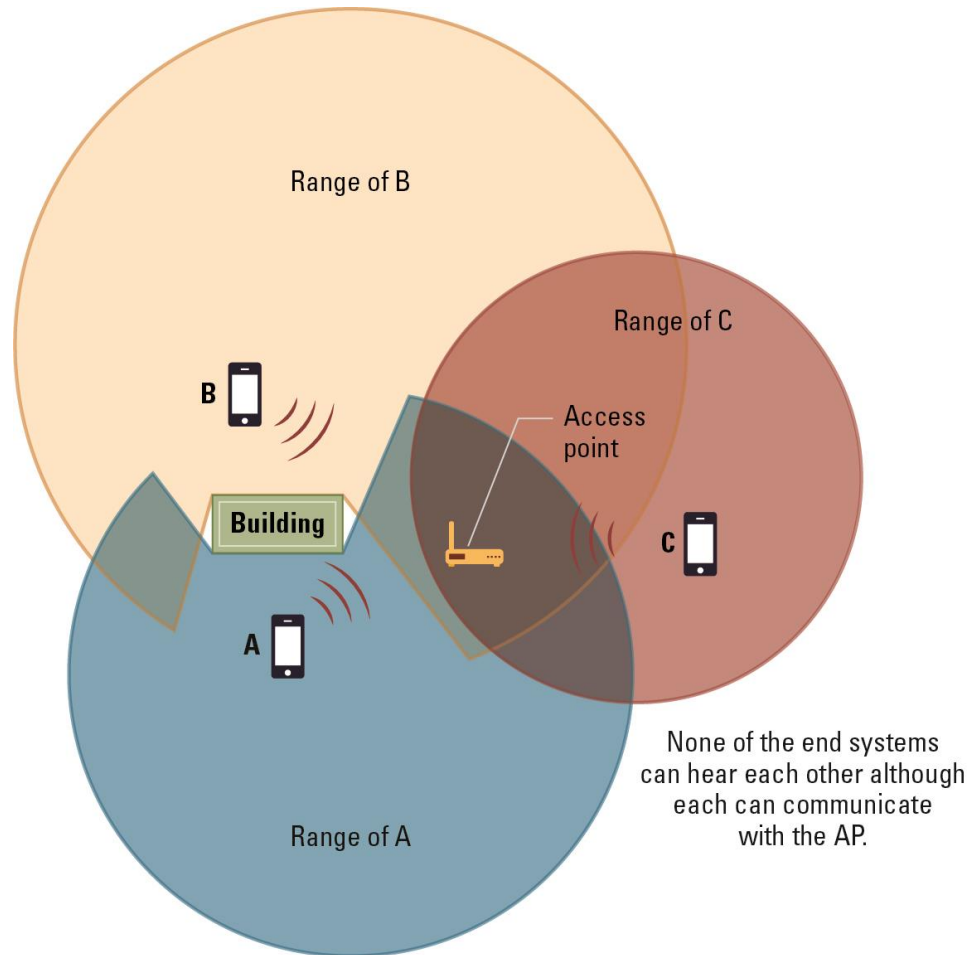 Range of B
Range of C
B
Access
point
Building
C
A
None of the end systems
can hear each other although
each can communicate
with the AP.
Range of A